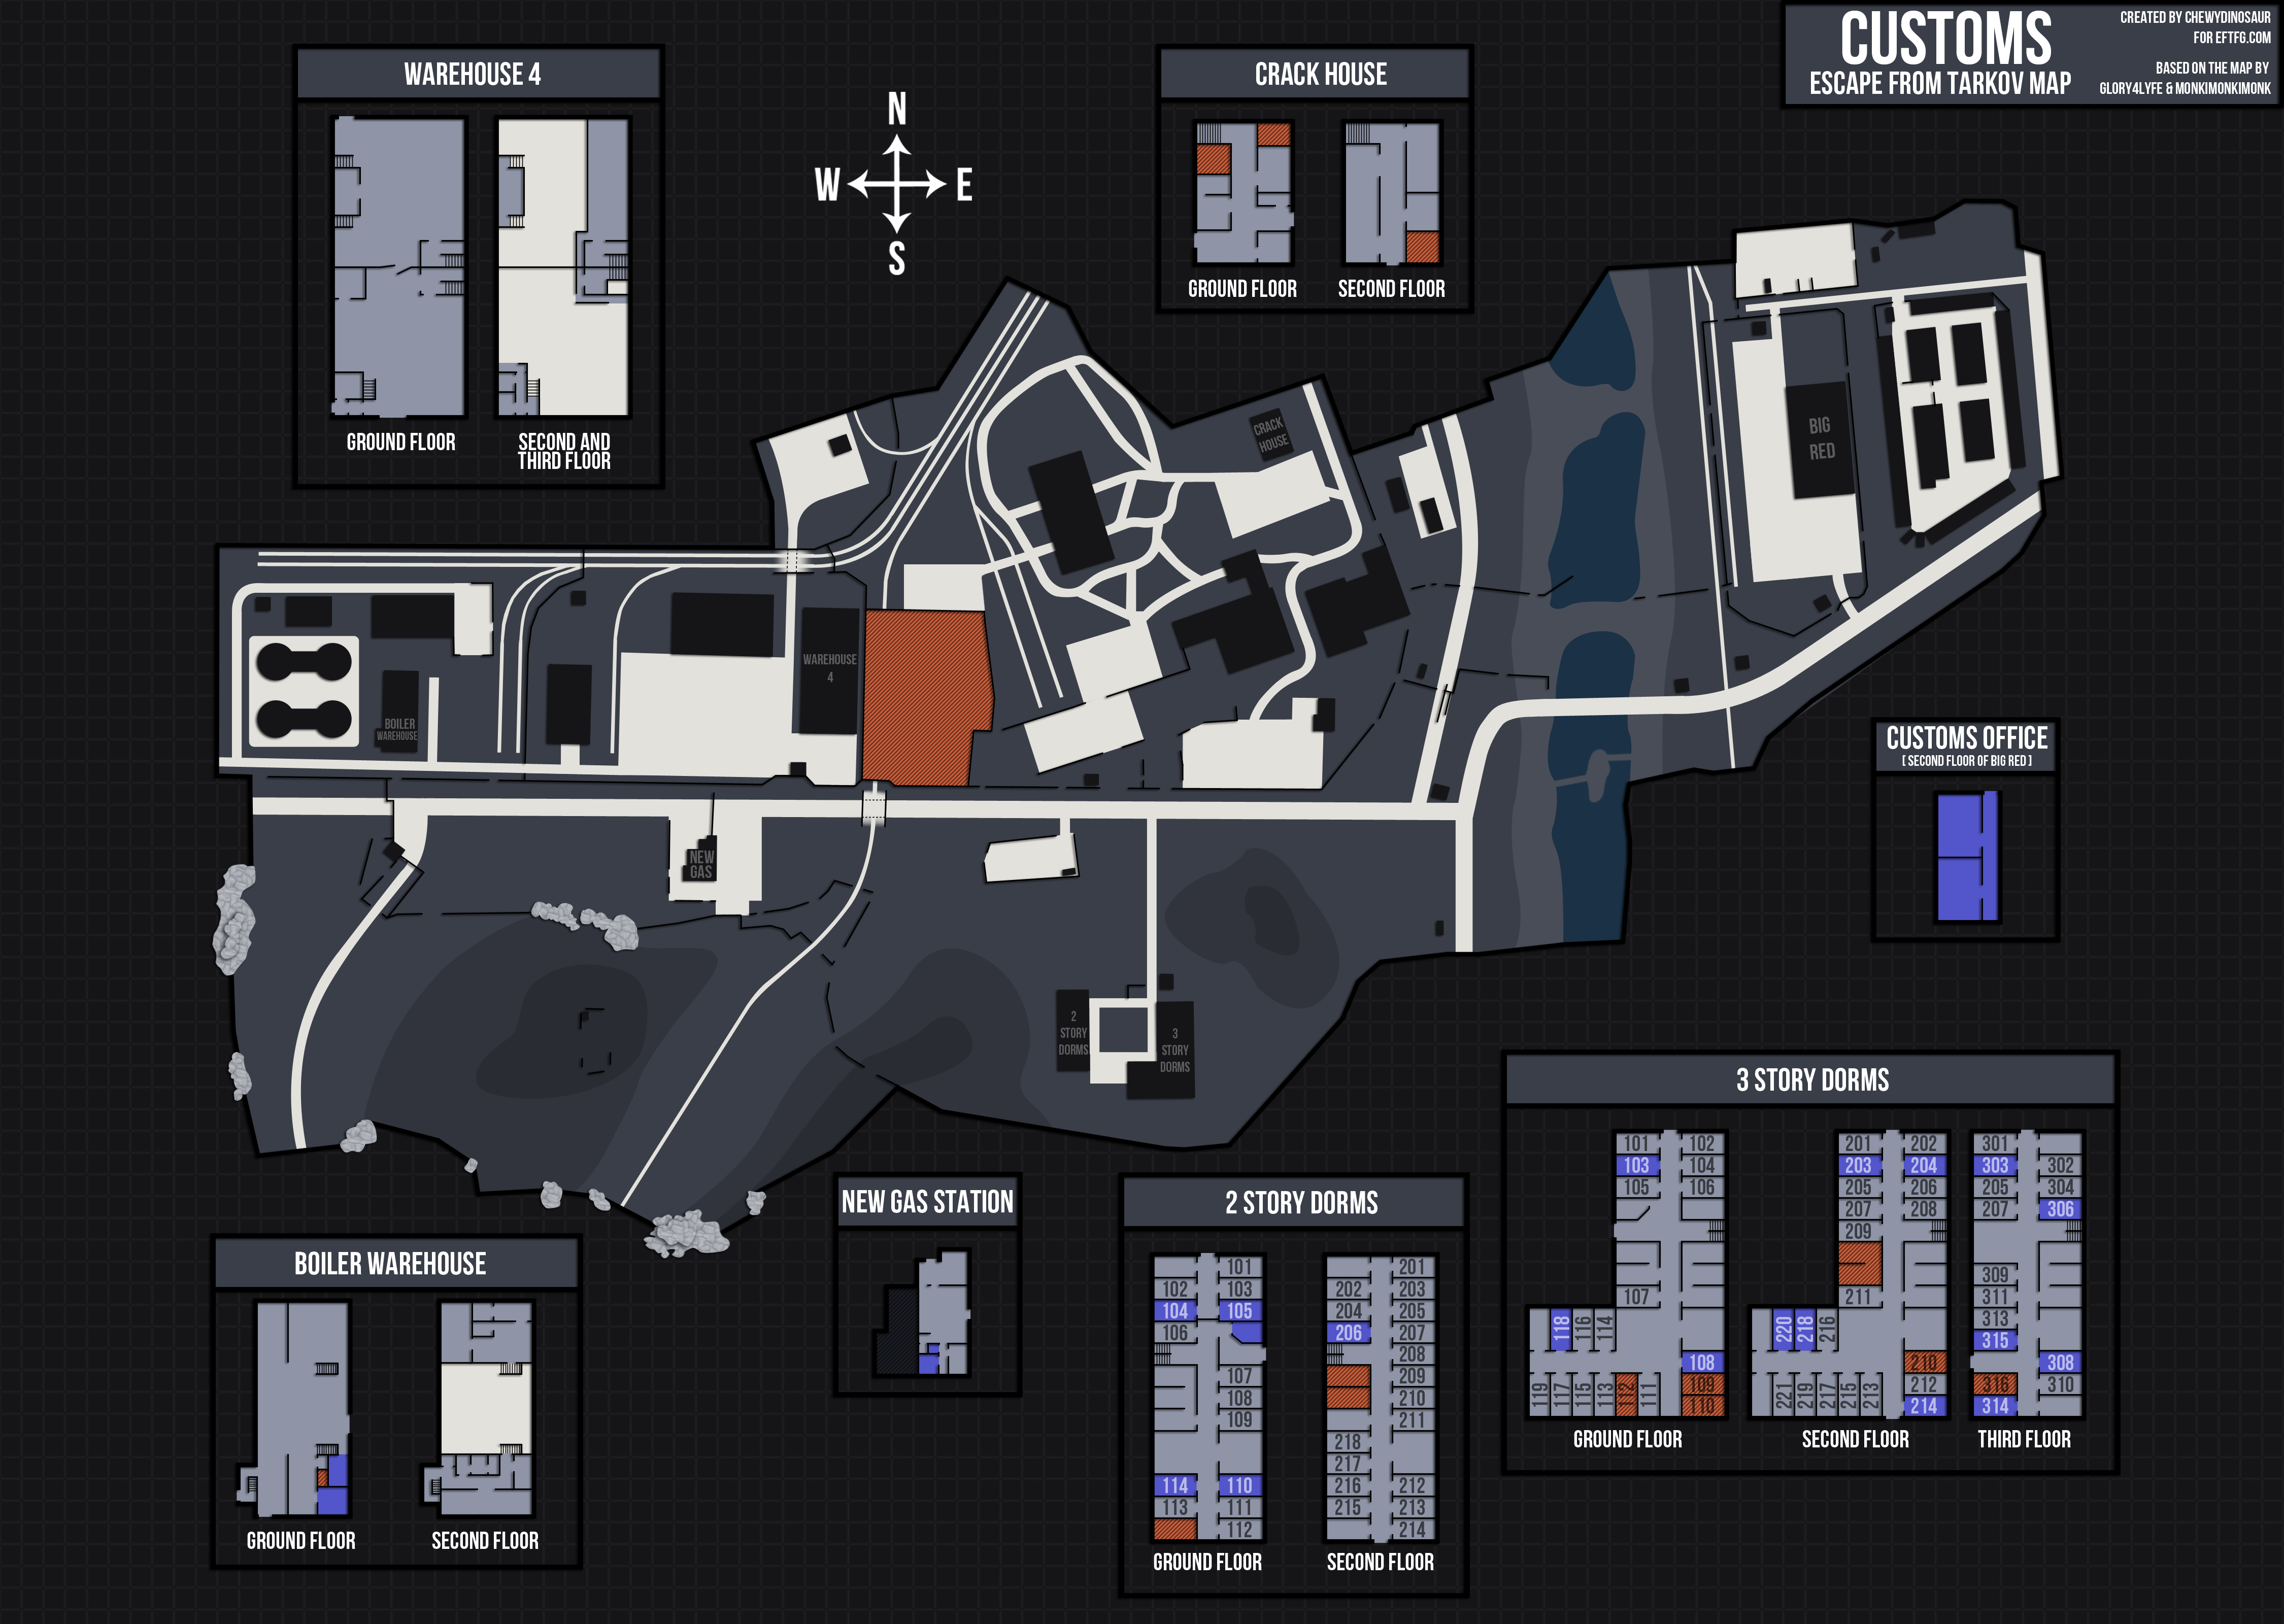 CUSTOMS
ESCAPE FROM TARKOV MAP
CREATED BY CHEWYDINOSAUR
FOR EFTFG.COM
BASED ON THE MAP BY
GLORY4LYFE & MONKIMONKIMONK
WAREHOUSE 4
GROUND FLOOR
SECOND AND
THIRD FLOOR
N
W
E
S
CRACK HOUSE
GROUND FLOOR
SECOND FLOOR
CRACK
HOUSE
BIG
RED
WAREHOUSE
4
BOILER
WAREHOUSE
NEW
GAS
2
STORY
DORMS
3
STORY
DORMS
CUSTOMS OFFICE
[ SECOND FLOOR OF BIG RED ]
BOILER WAREHOUSE
GROUND FLOOR
SECOND FLOOR
NEW GAS STATION
2 STORY DORMS
101
102 103
104 105
106
107
108
109
114 110
113 111
112
GROUND FLOOR
201
202 203
204 205
206 207
208
209
210
211
218
217
216 212
215 213
214
SECOND FLOOR
3 STORY DORMS
101 102
103 104
105 106
107
118 116 114
108
109
110
119 117 115 113 112 111
GROUND FLOOR
201 202
203 204
205 206
207 208
209
211
220 218 216
210
212
214
221 219 217 215 213
SECOND FLOOR
301
303 302
205 304
207 306
309
311
313
315
308
316 310
314
THIRD FLOOR